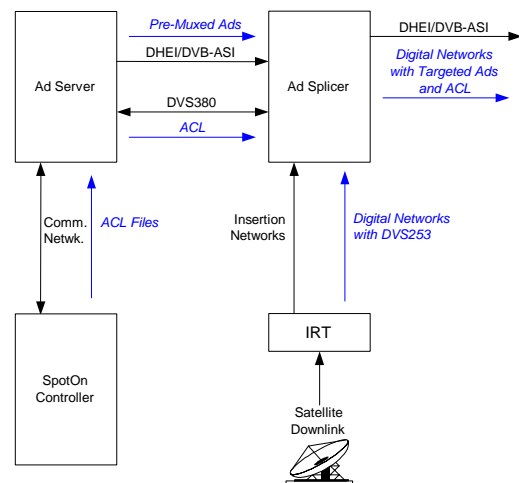 Pre-Muxed Ads
DHEI/DVB-ASI
DHEI/DVB-ASI
Digital Networks
with Targeted Ads
and ACL
Ad Server
Ad Splicer
DVS380
ACL
Comm.
Netwk.
ACL Files
Insertion
Networks
Digital Networks
with DVS253
SpotOn
Controller
IRT
Satellite
Downlink